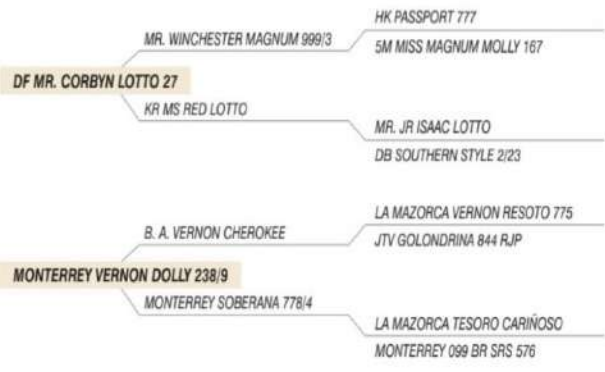 HK PASSPORT 777
MR. WINCHESTER MAGNUM 999/3
5M MISS MAGNUM MOLLY 167
DF MR. CORBYN LOTTO 27
KR MS RED LOTTO
MR. JR ISAAC LOTTO
DB SOUTHERN STYLE 2/23
LA MAZORCA VERNON RESOTO 775
B. A. VERNON CHEROKEE
JTV GOLONDRINA 844 RJP
MONTERREY VERNON DOLLY 238/9
MONTERREY SOBERANA 778/4
LA MAZORCA TESORO CARIÑOSO
MONTERREY 099 BR SRS 576